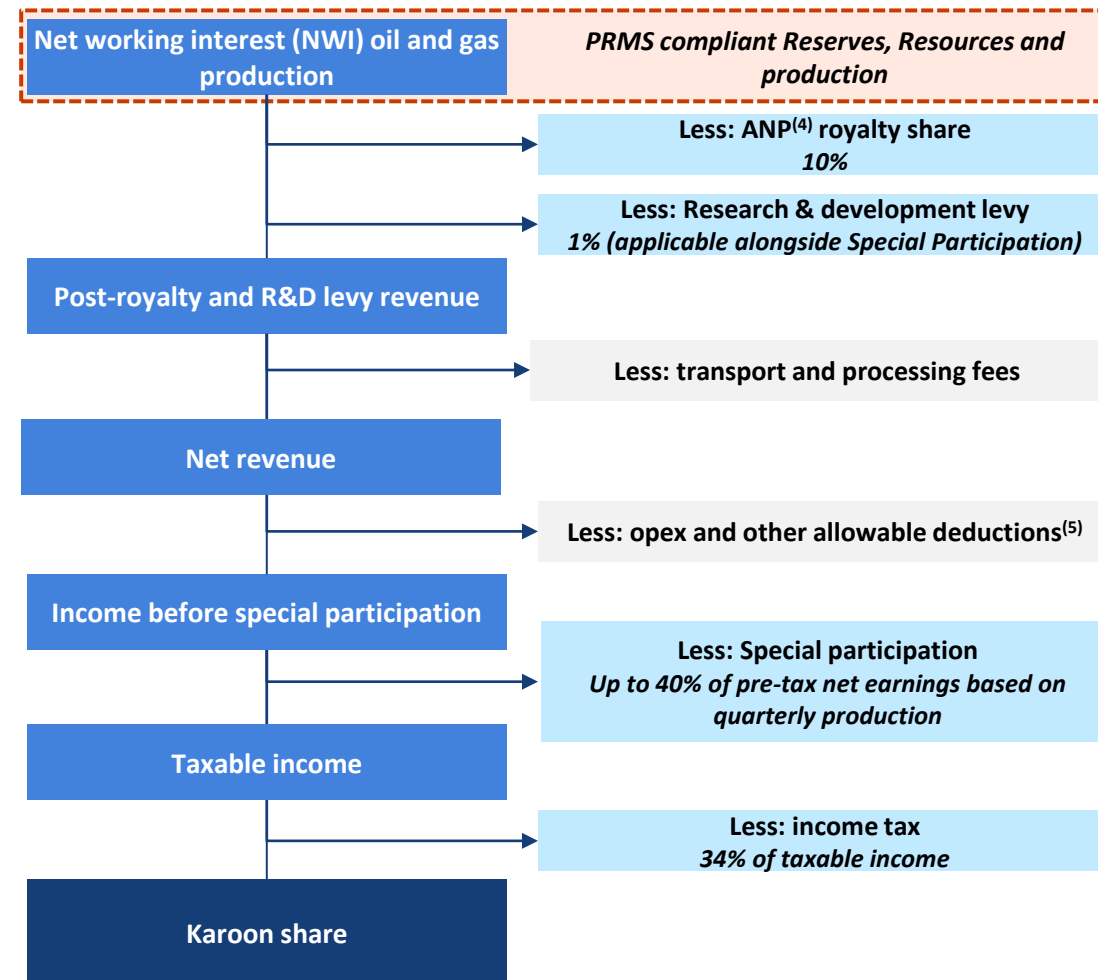 Net working interest (NWI) oil and gas
production
PRMS compliant Reserves, Resources and
production
Less: ANP(4) royalty share
10%
Less: Research & development levy
1% (applicable alongside Special Participation)
Post-royalty and R&D levy revenue
Less: transport and processing fees
Net revenue
Less: opex and other allowable deductions(5)
Income before special participation
Less: Special participation
Up to 40% of pre-tax net earnings based on
quarterly production
Taxable income
Less: income tax
34% of taxable income
Karoon share